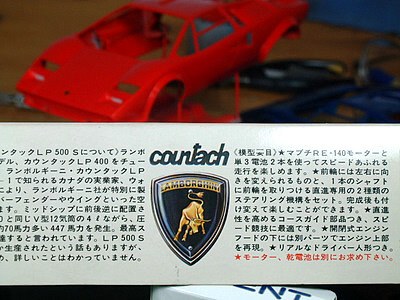 ウンタックLP500Sについて〉ランボ
デル、カウンタックLP400をチュー
、ランボルギーニ・カウンタックLP
-1で知られるカナダの実業家、ウォ
より、ランボルギーニ社が特別に製
バーフェンダーやウイングといった空
ます。ミッドシップに前後逆に配置さ
と同じV型12気筒の4ℓながら、圧
約70馬力多い447馬力を発生。最高ス
達すると言われています。LP500S
か生産されたという話もありますが、
め、詳しいことはわかっていません。
countach
LAMBORGHINI
★マブチRE-140モーターと
単3電池2本を使ってスピードあふれる
走行を楽しめます。★前輪には左右に向
きを変えられるものと、1本のシャフト
に前輪を取りつける直進専用の2種類の
ステアリング機構をセット。完成後も付
け変えて楽しむことができます。★直進
性を高めるコースガイド部品つき。スピ
ード競技に最適です。★開閉式エンジン
フードの下には別パーツでエンジン上部
を再現。★リアルなドライバー人形つき。
★モーター、乾電池は別にお求め下さい。